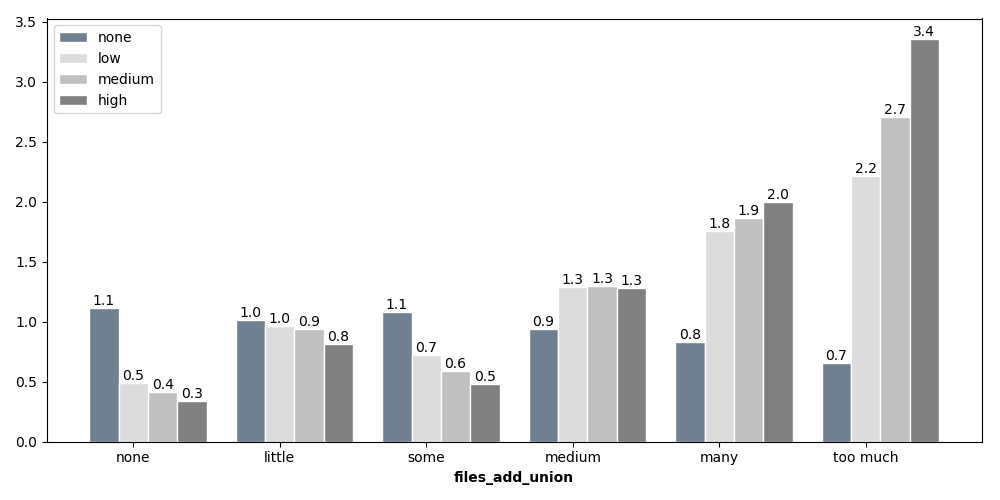 3.5
3.0
2.5
2.0
1.5
1.0
0.5
0.0
none
low
medium
high
1.1 0.5 0.4 0.3
1.0 1.0 0.9 0.8
1.1 0.7 0.6 0.5
0.9 1.3 1.3 1.3
0.8 1.8 1.9 2.0
0.7 2.2 2.7 3.4
none little some medium many too much
files_add_union